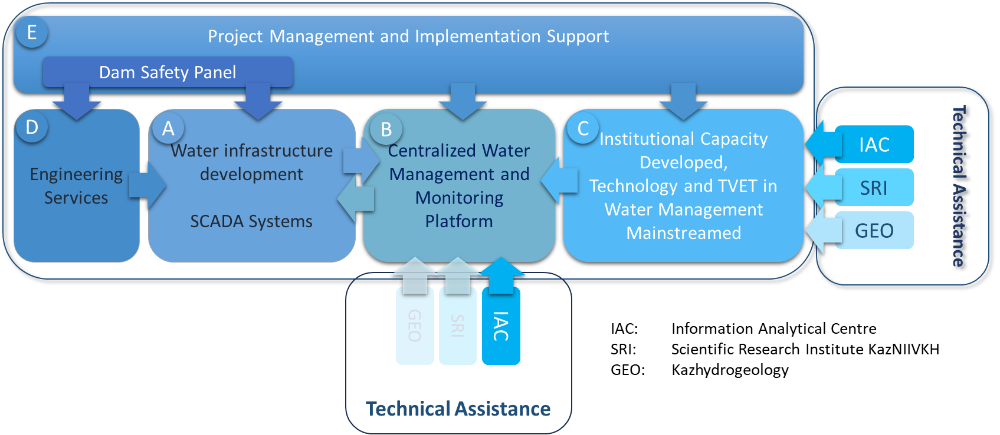 E
Project Management and Implementation Support
Dam Safety Panel
D
Engineering
Services
A
Water infrastructure
development
SCADA Systems
B
Centralized Water
Management and
Monitoring
Platform
C
Institutional Capacity
Developed,
Technology and TVET in
Water Management
Mainstreamed
IAC
SRI
GEO
Technical Assistance
GEO
SRI
IAC
Technical Assistance
IAC: Information Analytical Centre
SRI: Scientific Research Institute KazNIIVKH
GEO: Kazhydrogeology